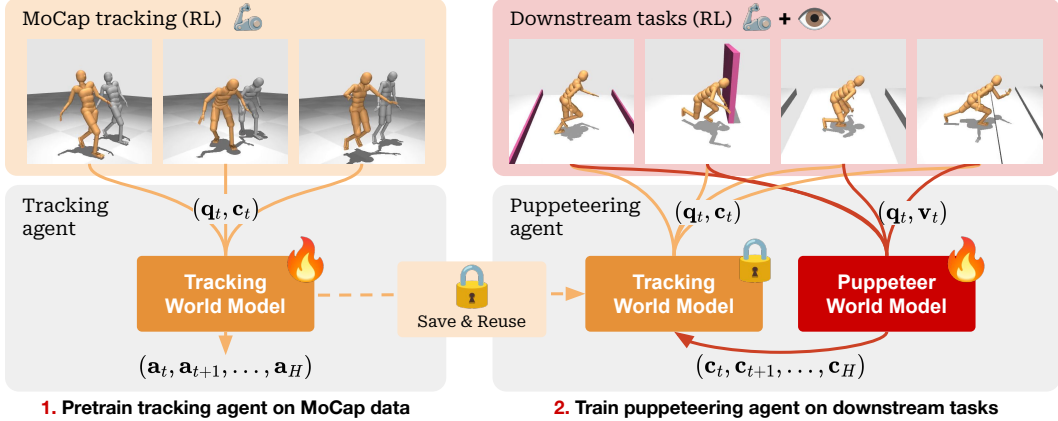 MoCap tracking (RL)
Tracking
agent
(q_t, c_t)
Tracking
World Model
(a_t, a_{t+1}, . . . , a_H)
1. Pretrain tracking agent on MoCap data
Save & Reuse
Downstream tasks (RL) +
Puppeteering
agent
(q_t, c_t)
(q_t, v_t)
Tracking
World Model
Puppeteer
World Model
(c_t, c_{t+1}, . . . , c_H)
2. Train puppeteering agent on downstream tasks